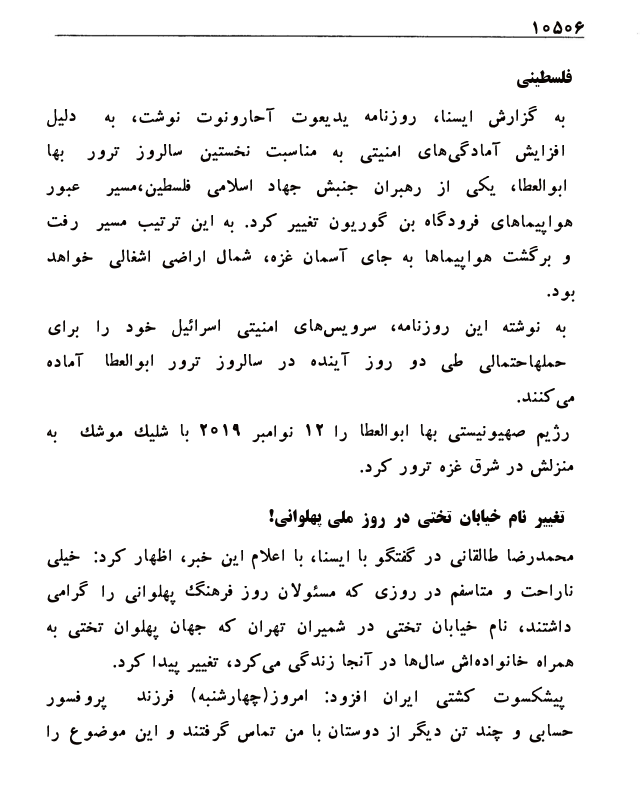 ۱۰۵۰۶
فلسطینی
به گزارش ایسنا، روزنامه یدیعوت آحارونوت نوشت، به دلیل
افزایش آمادگی‌های امنیتی به مناسبت نخستین سالروز ترور بها
ابوالعطا، یکی از رهبران جنبش جهاد اسلامی فلسطین،مسیر عبور
هواپیماهای فرودگاه بن گوریون تغییر کرد. به این ترتیب مسیر رفت
و برگشت هواپیماها به جای آسمان غزه، شمال اراضی اشغالی خواهد
بود.
به نوشته این روزنامه، سرویس‌های امنیتی اسرائیل خود را برای
حملهاحتمالی طی دو روز آینده در سالروز ترور ابوالعطا آماده
می‌کنند.
رژیم صهیونیستی بها ابوالعطا را ۱۲ نوامبر ۲۰۱۹ با شلیك موشك به
منزلش در شرق غزه ترور کرد.
تغییر نام خیابان تختی در روز ملی پهلوانی!
محمدرضا طالقانی در گفتگو با ایسنا، با اعلام این خبر، اظهار کرد: خیلی
ناراحت و متاسفم در روزی که مسئولان روز فرهنگ پهلوانی را گرامی
داشتند، نام خیابان تختی در شمیران تهران که جهان پهلوان تختی به
همراه خانواده‌اش سال‌ها در آنجا زندگی می‌کرد، تغییر پیدا کرد.
پیشکسوت کشتی ایران افزود: امروز(چهارشنبه) فرزند پروفسور
حسابی و چند تن دیگر از دوستان با من تماس گرفتند و این موضوع را